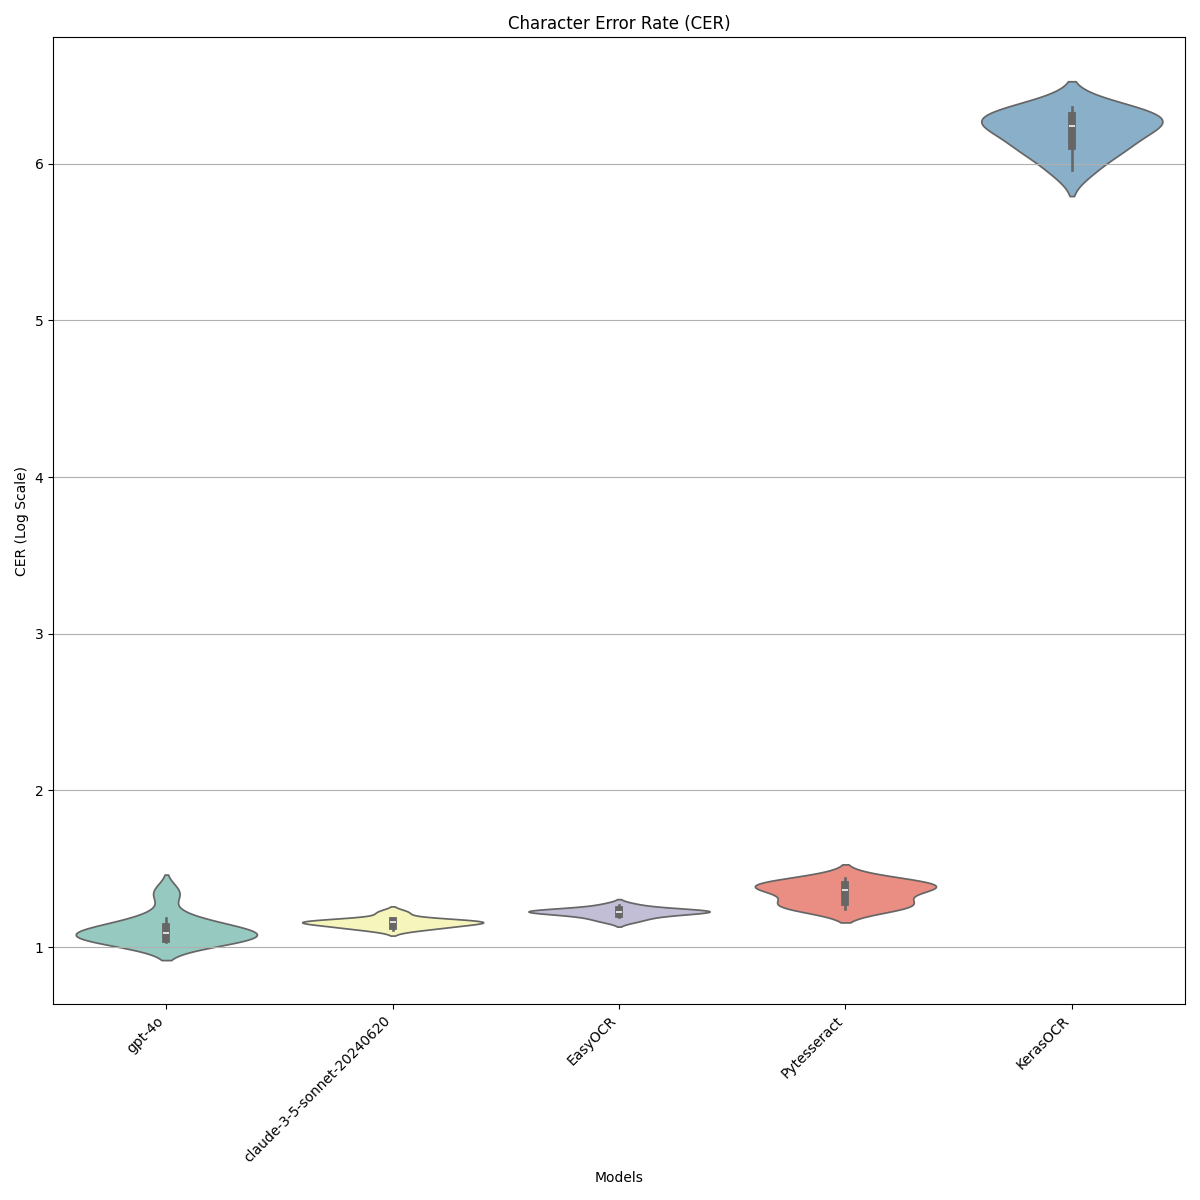 Character Error Rate (CER)
CER (Log Scale)
6
5
4
3
2
1
gpt-4o
claude-3-5-sonnet-20240620
EasyOCR
Pytesseract
KerasOCR
Models